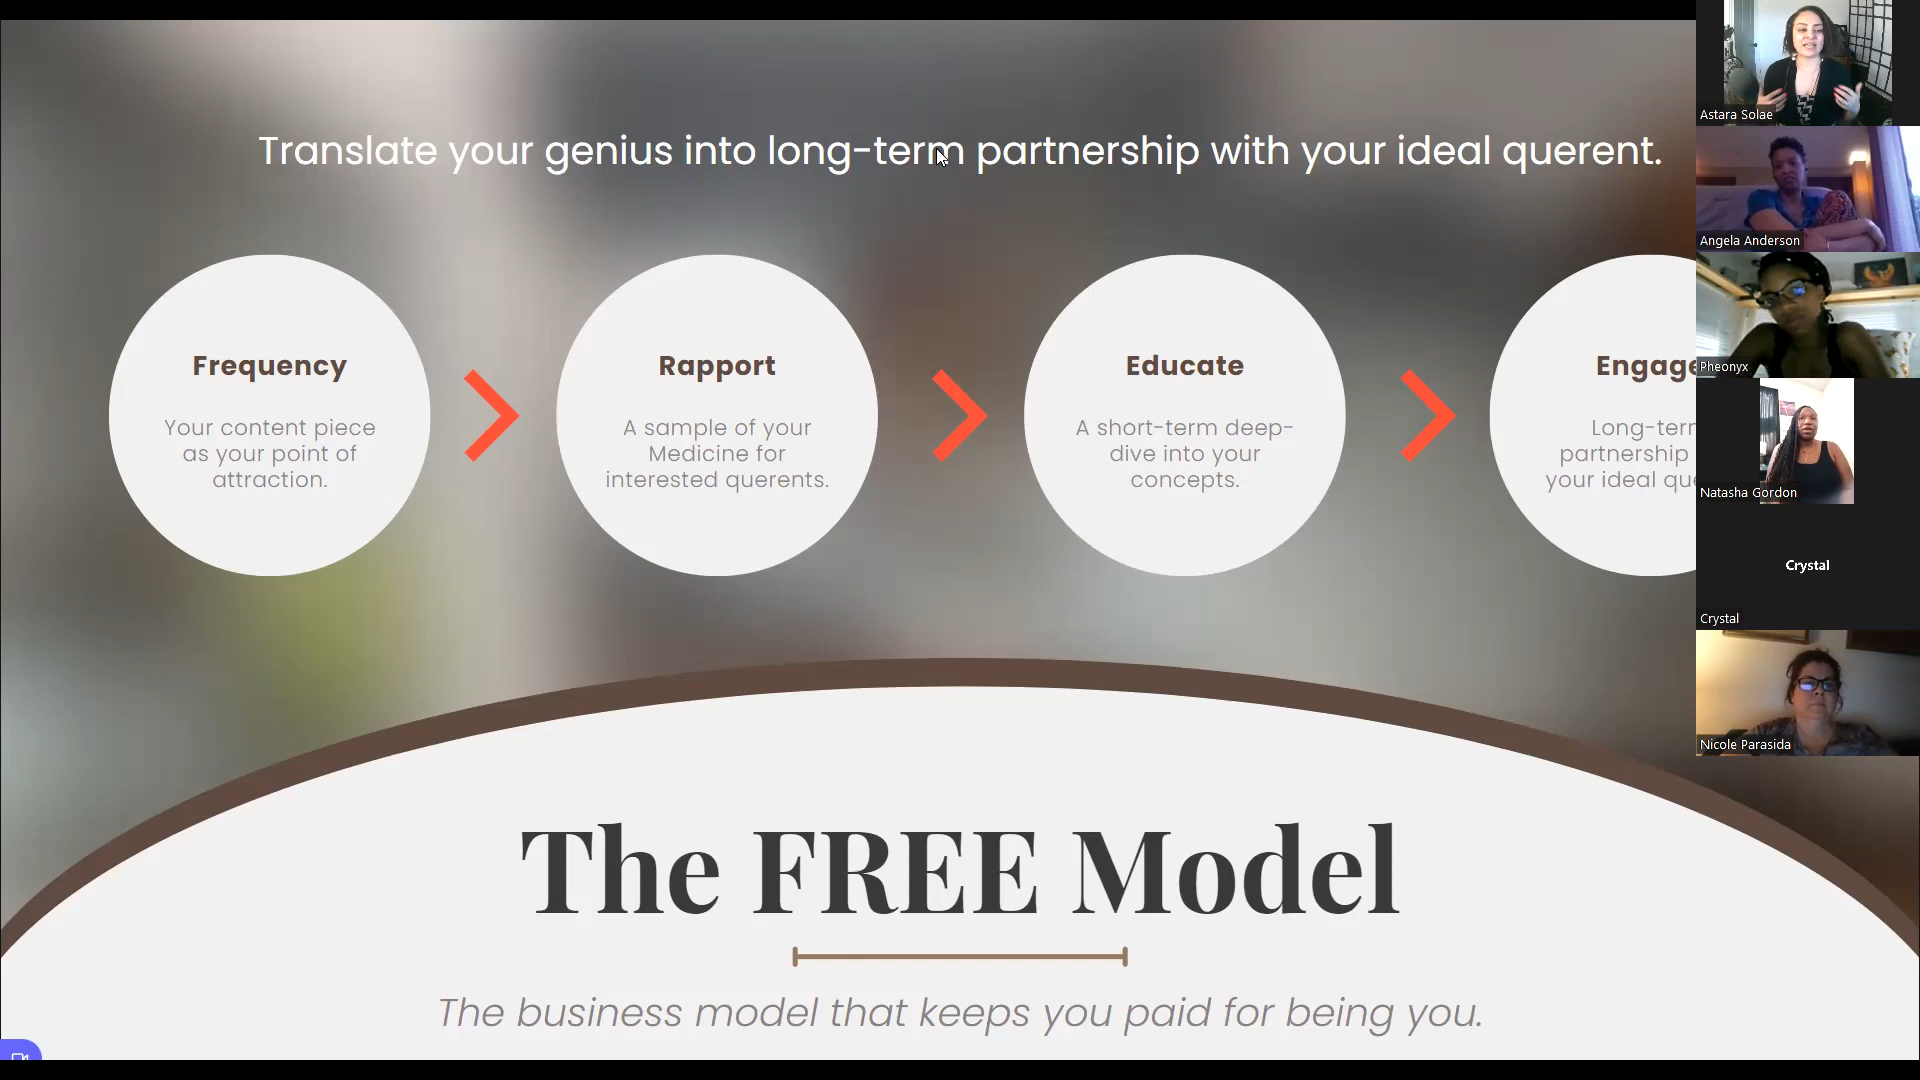 Translate your genius into long-term partnership with your ideal querent.
Frequency
Your content piece
as your point of
attraction.
Rapport
A sample of your
Medicine for
interested querents.
Educate
A short-term deep-
dive into your
concepts.
Engage
Long-term
partnership
your ideal
The FREE Model
The business model that keeps you paid for being you.
Astara Solae
Angela Anderson
Pheonyx
Natasha Gordon
Crystal
Crystal
Nicole Parasida